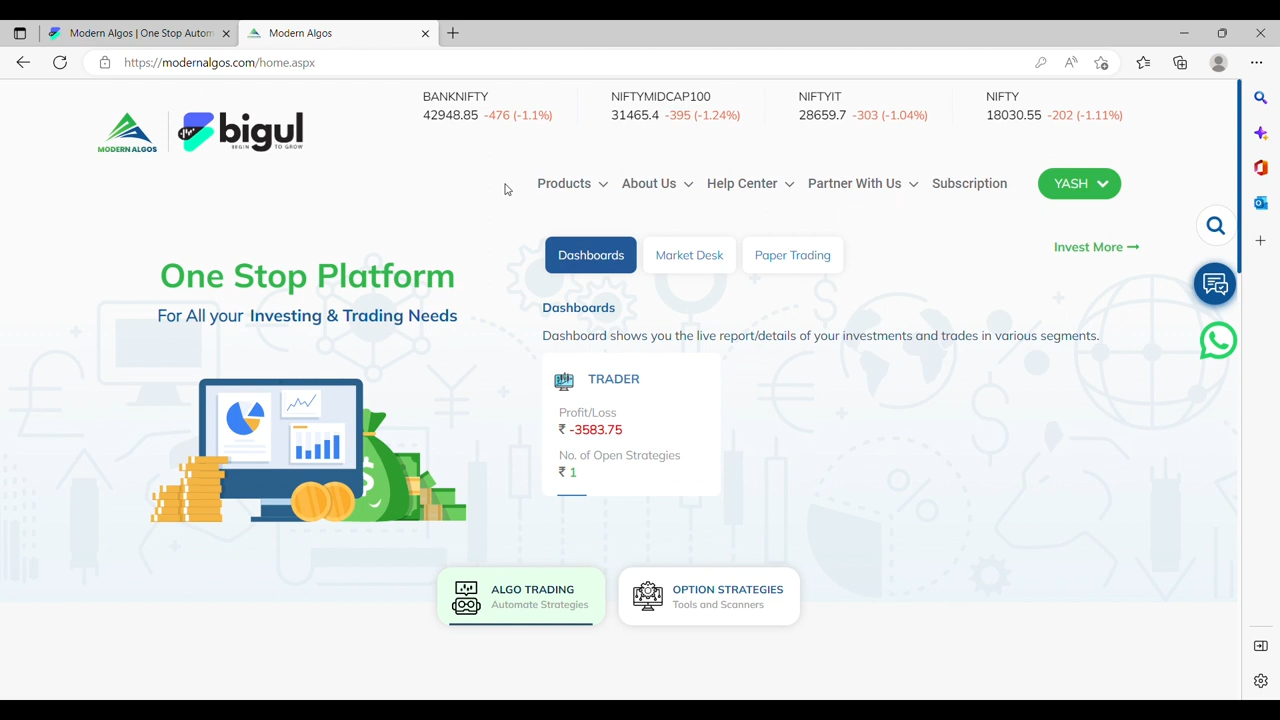 Modern Algos | One Stop Autom
Modern Algos
https://modernalgos.com/home.aspx
BANKNIFTY
42948.85 -476 (-1.1%)
NIFTYMIDCAP100
31465.4 -395 (-1.24%)
NIFTYIT
28659.7 -303 (-1.04%)
NIFTY
18030.55 -202 (-1.11%)
MODERN ALGOS
bigul
BEGIN TO GROW
Products
About Us
Help Center
Partner With Us
Subscription
YASH
Dashboards
Market Desk
Paper Trading
Invest More →
One Stop Platform
For All your Investing & Trading Needs
Dashboards
Dashboard shows you the live report/details of your investments and trades in various segments.
TRADER
Profit/Loss
₹ -3583.75
No. of Open Strategies
₹ 1
ALGO TRADING
Automate Strategies
OPTION STRATEGIES
Tools and Scanners